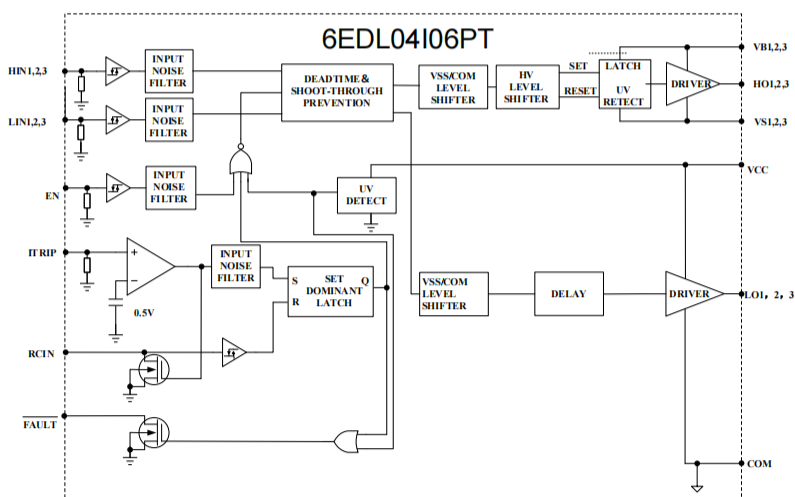 6EDL04I06PT
HIN1,2,3
INPUT
NOISE
FILTER
DEADTIME &
SHOOT-THROUGH
PREVENTION
VSS/COM
LEVEL
SHIFTER
HV
LEVEL
SHIFTER
SET
RESET
LATCH
UV
RETECT
DRIVER
VB1,2,3
HO1,2,3
VS1,2,3
LIN1,2,3
INPUT
NOISE
FILTER
EN
INPUT
NOISE
FILTER
UV
DETECT
VCC
ITRIP
+
−
0.5V
INPUT
NOISE
FILTER
S
R
SET
DOMINANT
LATCH
Q
VSS/COM
LEVEL
SHIFTER
DELAY
DRIVER
LO1，2，3
RCIN
FAULT
COM